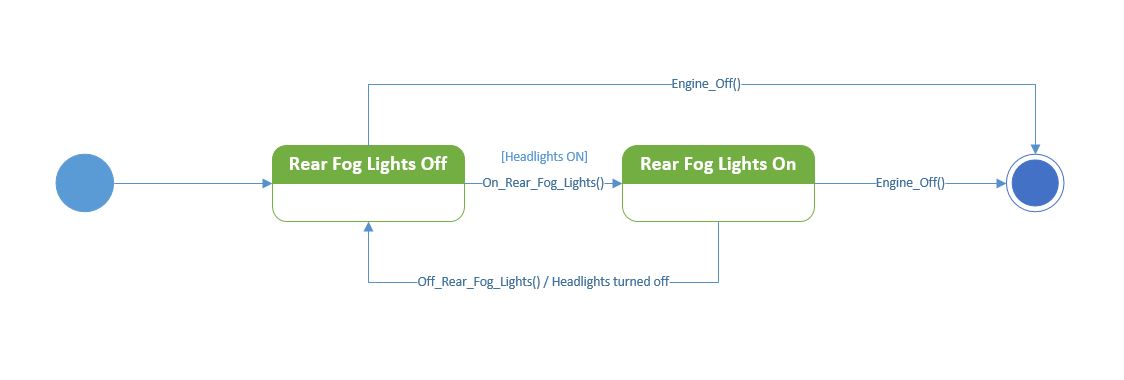 Engine_Off()
Rear Fog Lights Off
[Headlights ON]
On_Rear_Fog_Lights()
Rear Fog Lights On
Engine_Off()
Off_Rear_Fog_Lights() / Headlights turned off